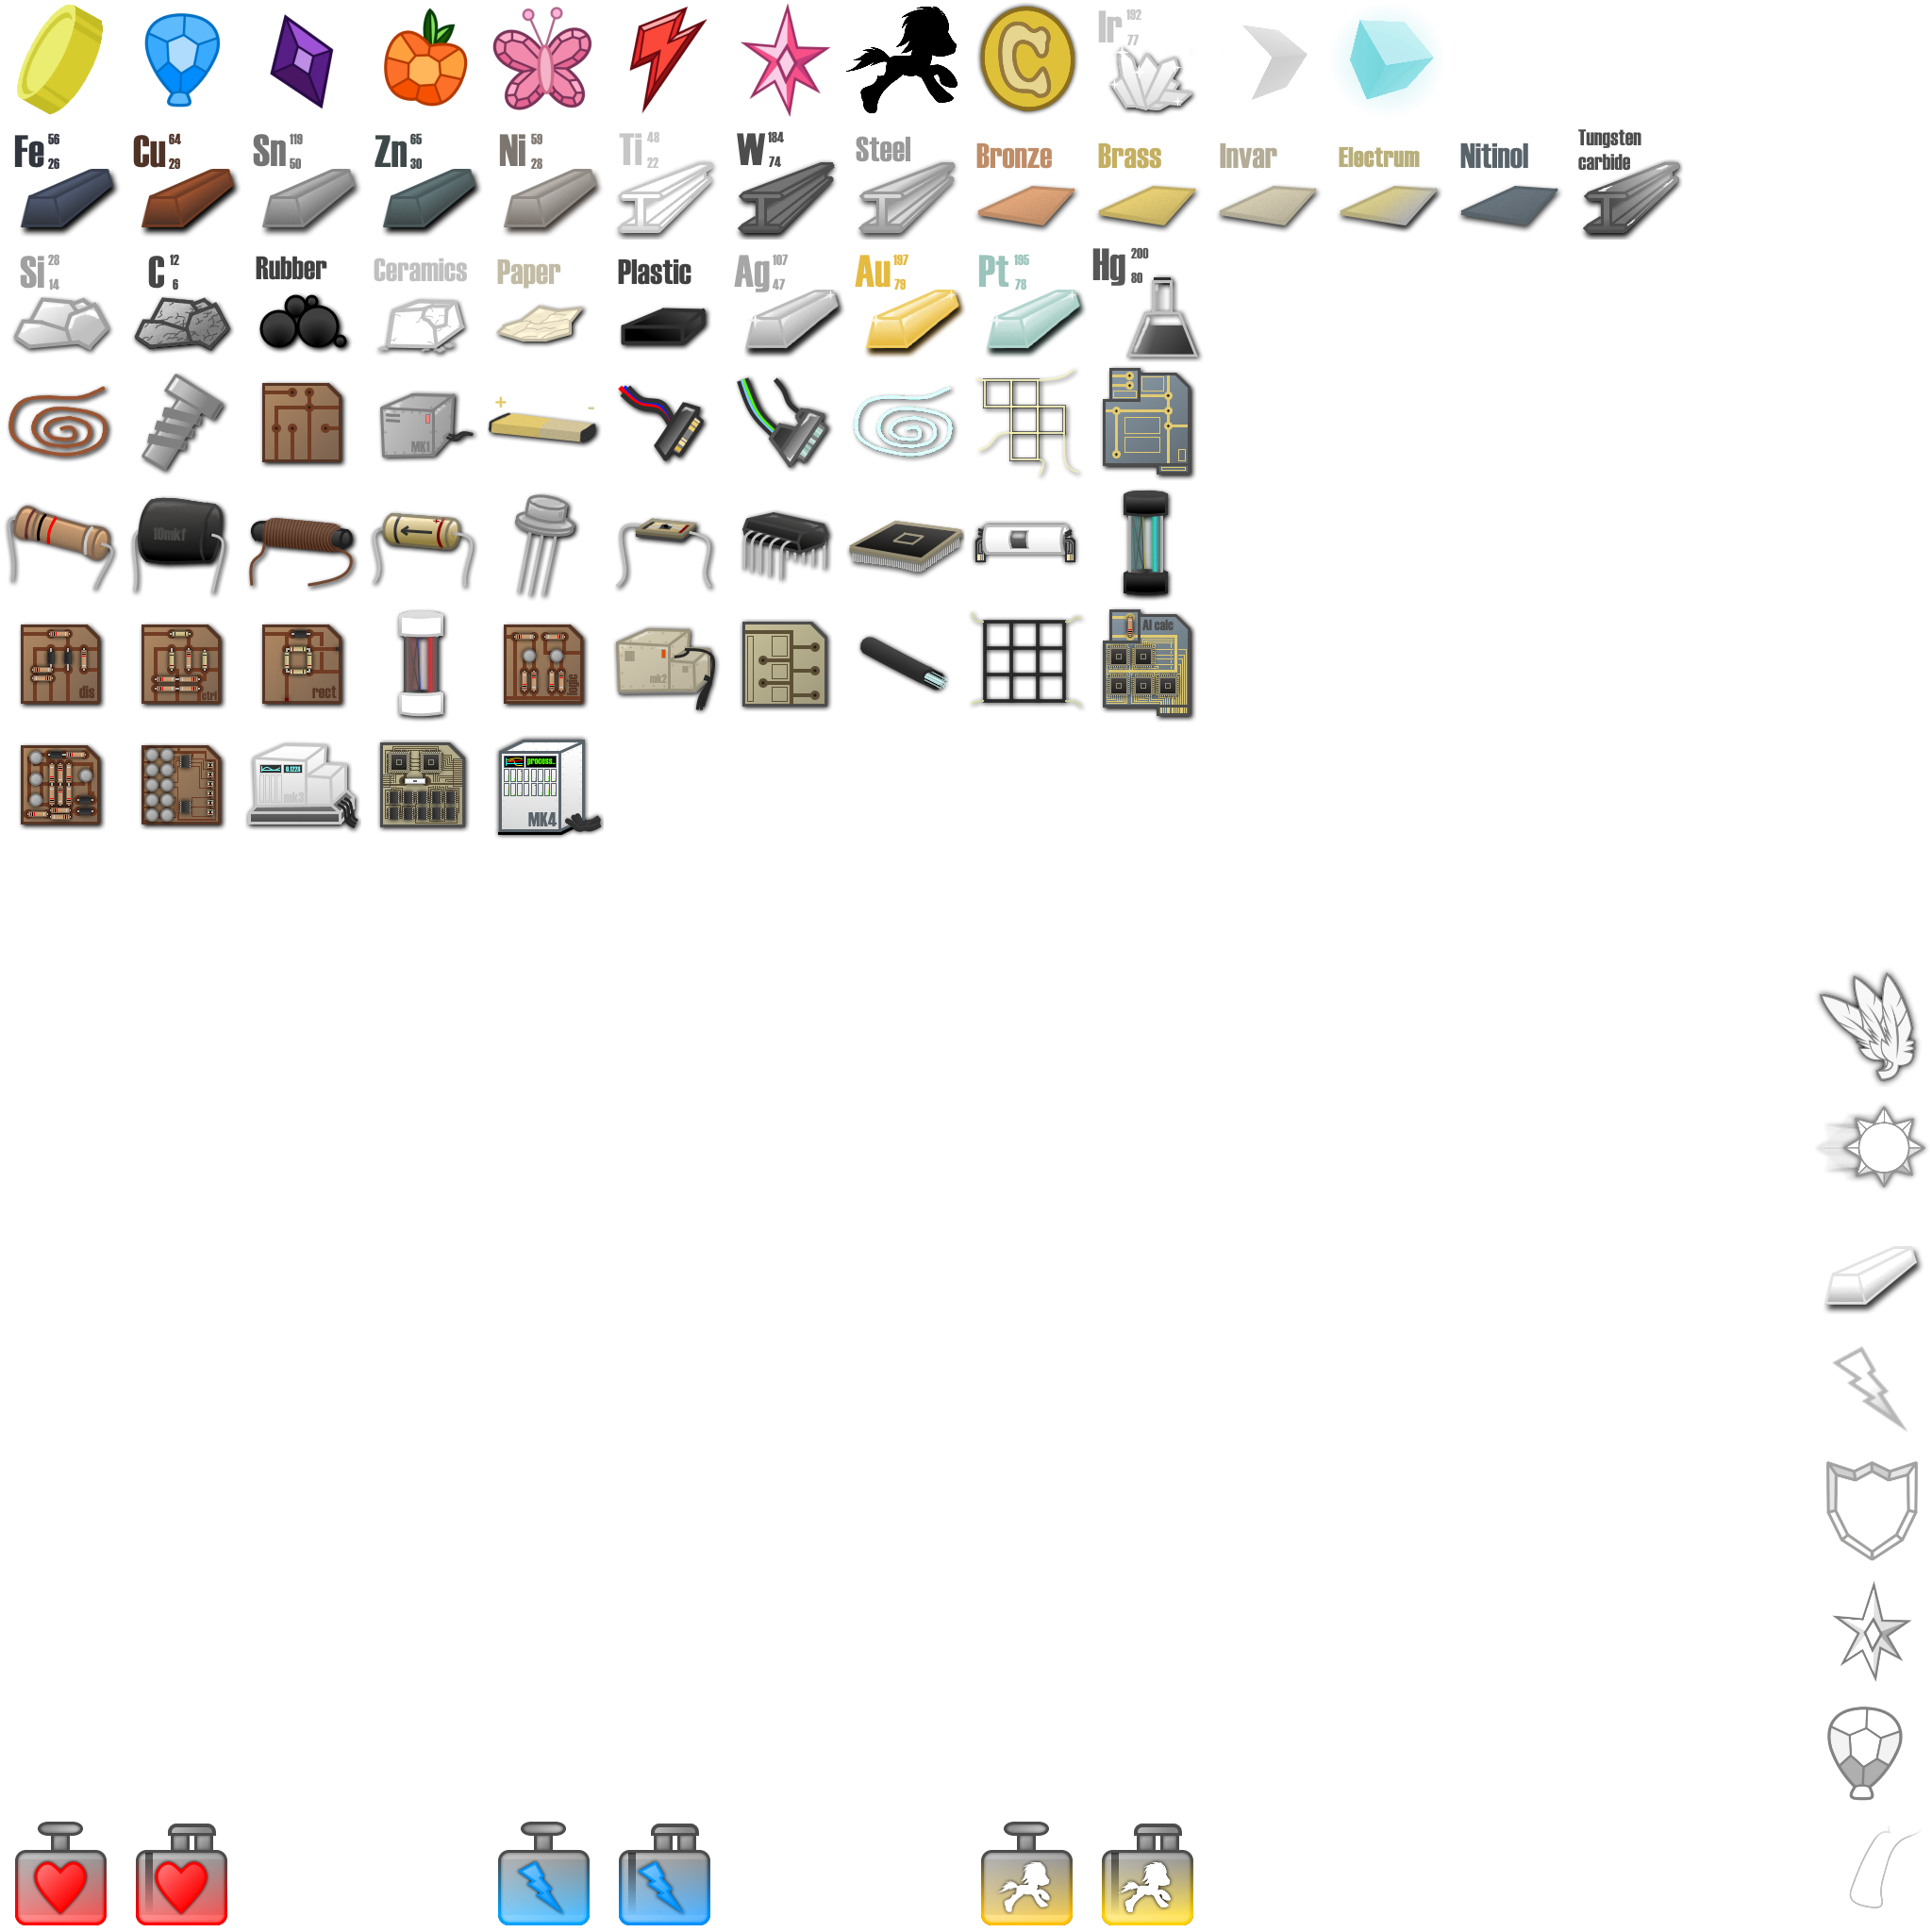 C
Ir 192 77
Fe 56 26
Cu 64 29
Sn 119 50
Zn 65 30
Ni 59 28
Ti 48 22
W 184 74
Steel
Bronze
Brass
Invar
Electrum
Nitinol
Tungsten
carbide
Si 28 14
C 12 6
Rubber
Ceramics
Paper
Plastic
Ag 107 47
Au 197 79
Pt 195 78
Hg 200 80
MK1
+ -
10mkf
dis
ctrl
rect
logic
mk2
AI calc
mk3
process..
MK4